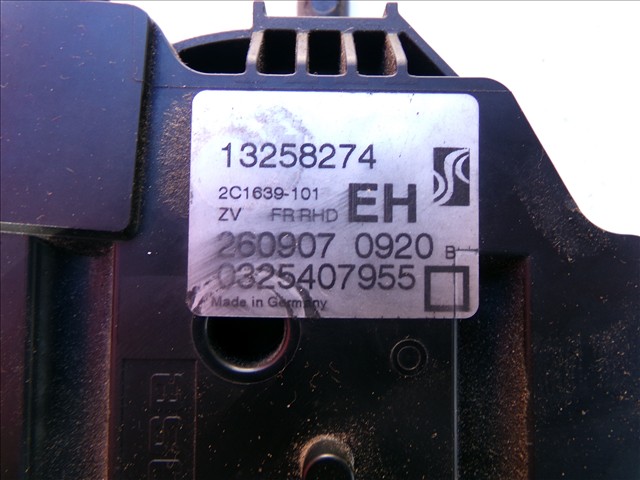 13258274
2C1639-101
ZV FR RHD EH
260907 0920 B
0325407955
Made in Germany